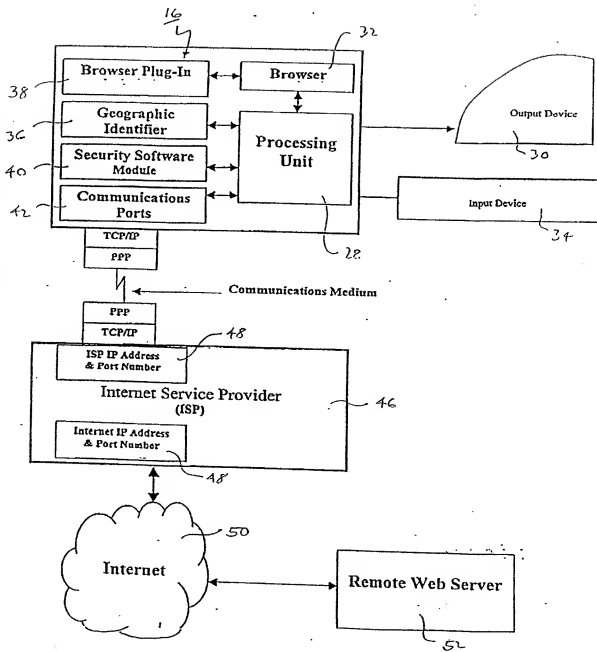 16
32
Browser Plug-In
Browser
38
Geographic
Identifier
36
Processing
Unit
Output Device
30
Security Software
Module
40
Communications
Ports
42
Input Device
34
28
TCP/IP
PPP
Communications Medium
PPP
TCP/IP
48
ISP IP Address
& Port Number
Internet Service Provider
(ISP)
46
Internet IP Address
& Port Number
48
50
Internet
Remote Web Server
52